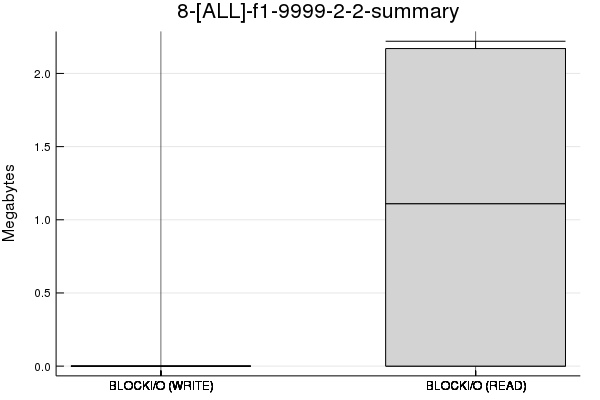 8-[ALL]-f1-9999-2-2-summary
Megabytes
2.0
1.5
1.0
0.5
0.0
BLOCKI/O (WRITE)
BLOCKI/O (READ)